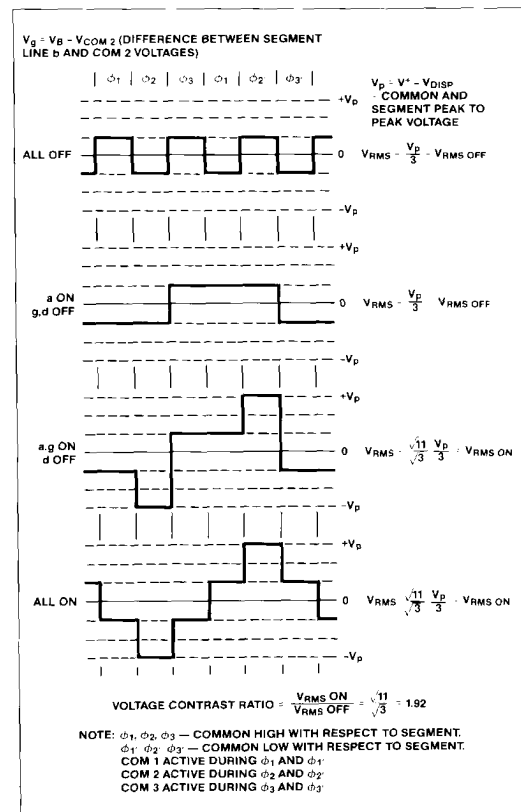 Vg = VB – VCOM 2 (DIFFERENCE BETWEEN SEGMENT
LINE b AND COM 2 VOLTAGES)
ϕ1 ϕ2 ϕ3 ϕ1 ϕ2' ϕ3'
Vp = V+ – VDISP
- COMMON AND
SEGMENT PEAK TO
PEAK VOLTAGE
+Vp
ALL OFF
0
VRMS - Vp/3 - VRMS OFF
–Vp
+Vp
a ON
g,d OFF
0
VRMS - Vp/3 VRMS OFF
–Vp
+Vp
a.g ON
d OFF
0
VRMS - √11/√3 Vp/3 - VRMS ON
–Vp
+Vp
ALL ON
0
VRMS √11/√3 Vp/3 - VRMS ON
–Vp
VOLTAGE CONTRAST RATIO = VRMS ON/VRMS OFF = √11/√3 = 1.92
NOTE: ϕ1, ϕ2, ϕ3 — COMMON HIGH WITH RESPECT TO SEGMENT.
ϕ1' ϕ2' ϕ3' — COMMON LOW WITH RESPECT TO SEGMENT.
COM 1 ACTIVE DURING ϕ1 AND ϕ1'
COM 2 ACTIVE DURING ϕ2 AND ϕ2'
COM 3 ACTIVE DURING ϕ3 AND ϕ3'